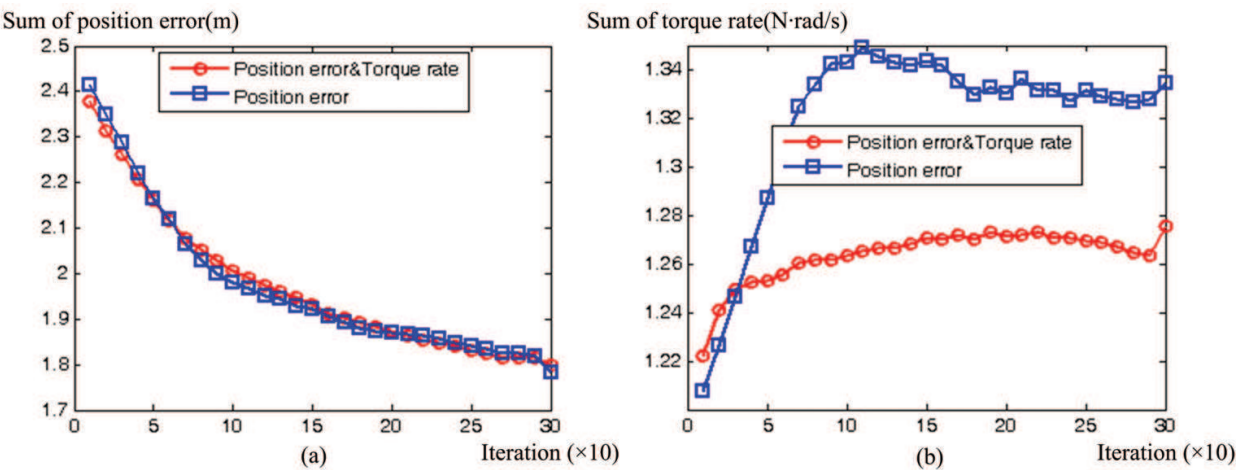 Sum of position error(m)
2.5
2.4
2.3
2.2
2.1
2
1.9
1.8
1.7
0 5 10 15 20 25 30
Position error&Torque rate
Position error
(a)
Iteration (×10)
Sum of torque rate(N·rad/s)
1.34
1.32
1.3
1.28
1.26
1.24
1.22
0 5 10 15 20 25 30
Position error&Torque rate
Position error
(b)
Iteration (×10)